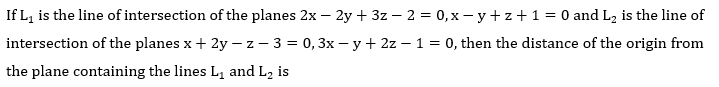 If L₁ is the line of intersection of the planes 2x − 2y + 3z − 2 = 0, x − y + z + 1 = 0 and L₂ is the line of
intersection of the planes x + 2y − z − 3 = 0, 3x − y + 2z − 1 = 0, then the distance of the origin from
the plane containing the lines L₁ and L₂ is